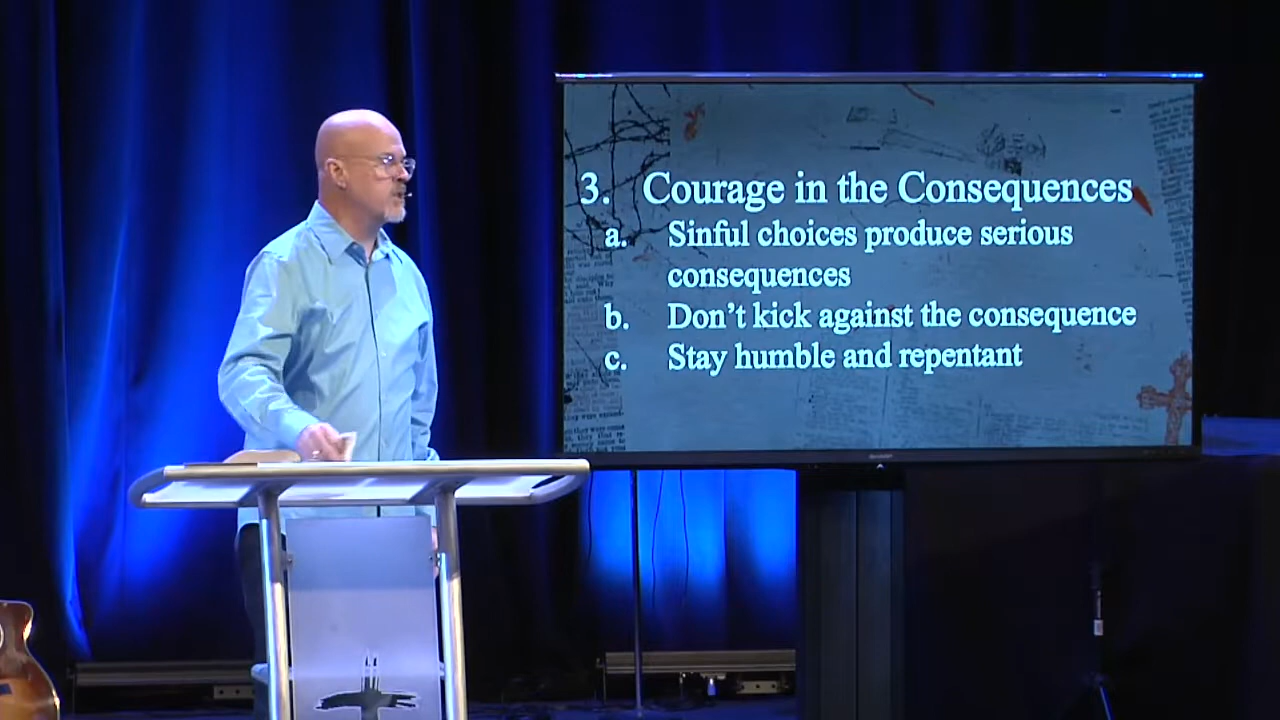 3. Courage in the Consequences
a. Sinful choices produce serious
consequences
b. Don't kick against the consequence
c. Stay humble and repentant
SHARP